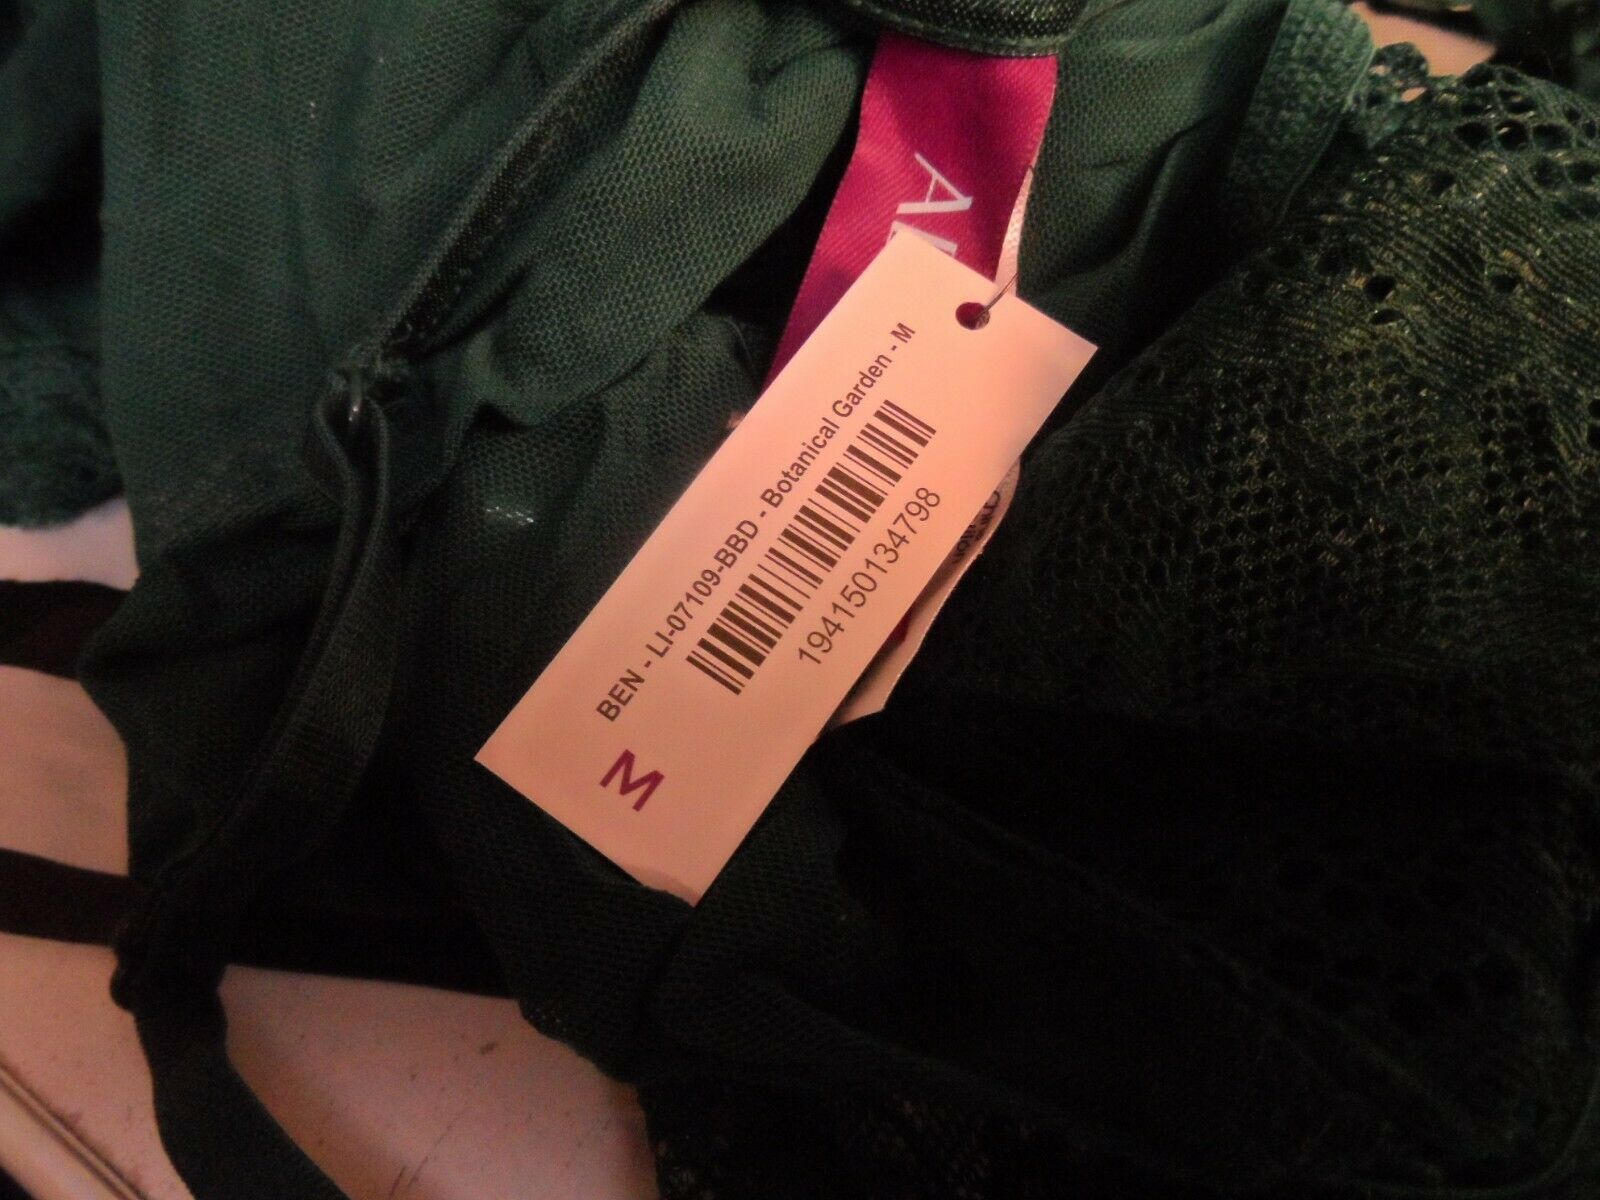 BEN - LI-07109-BBD - Botanical Garden - M
194150134798
M